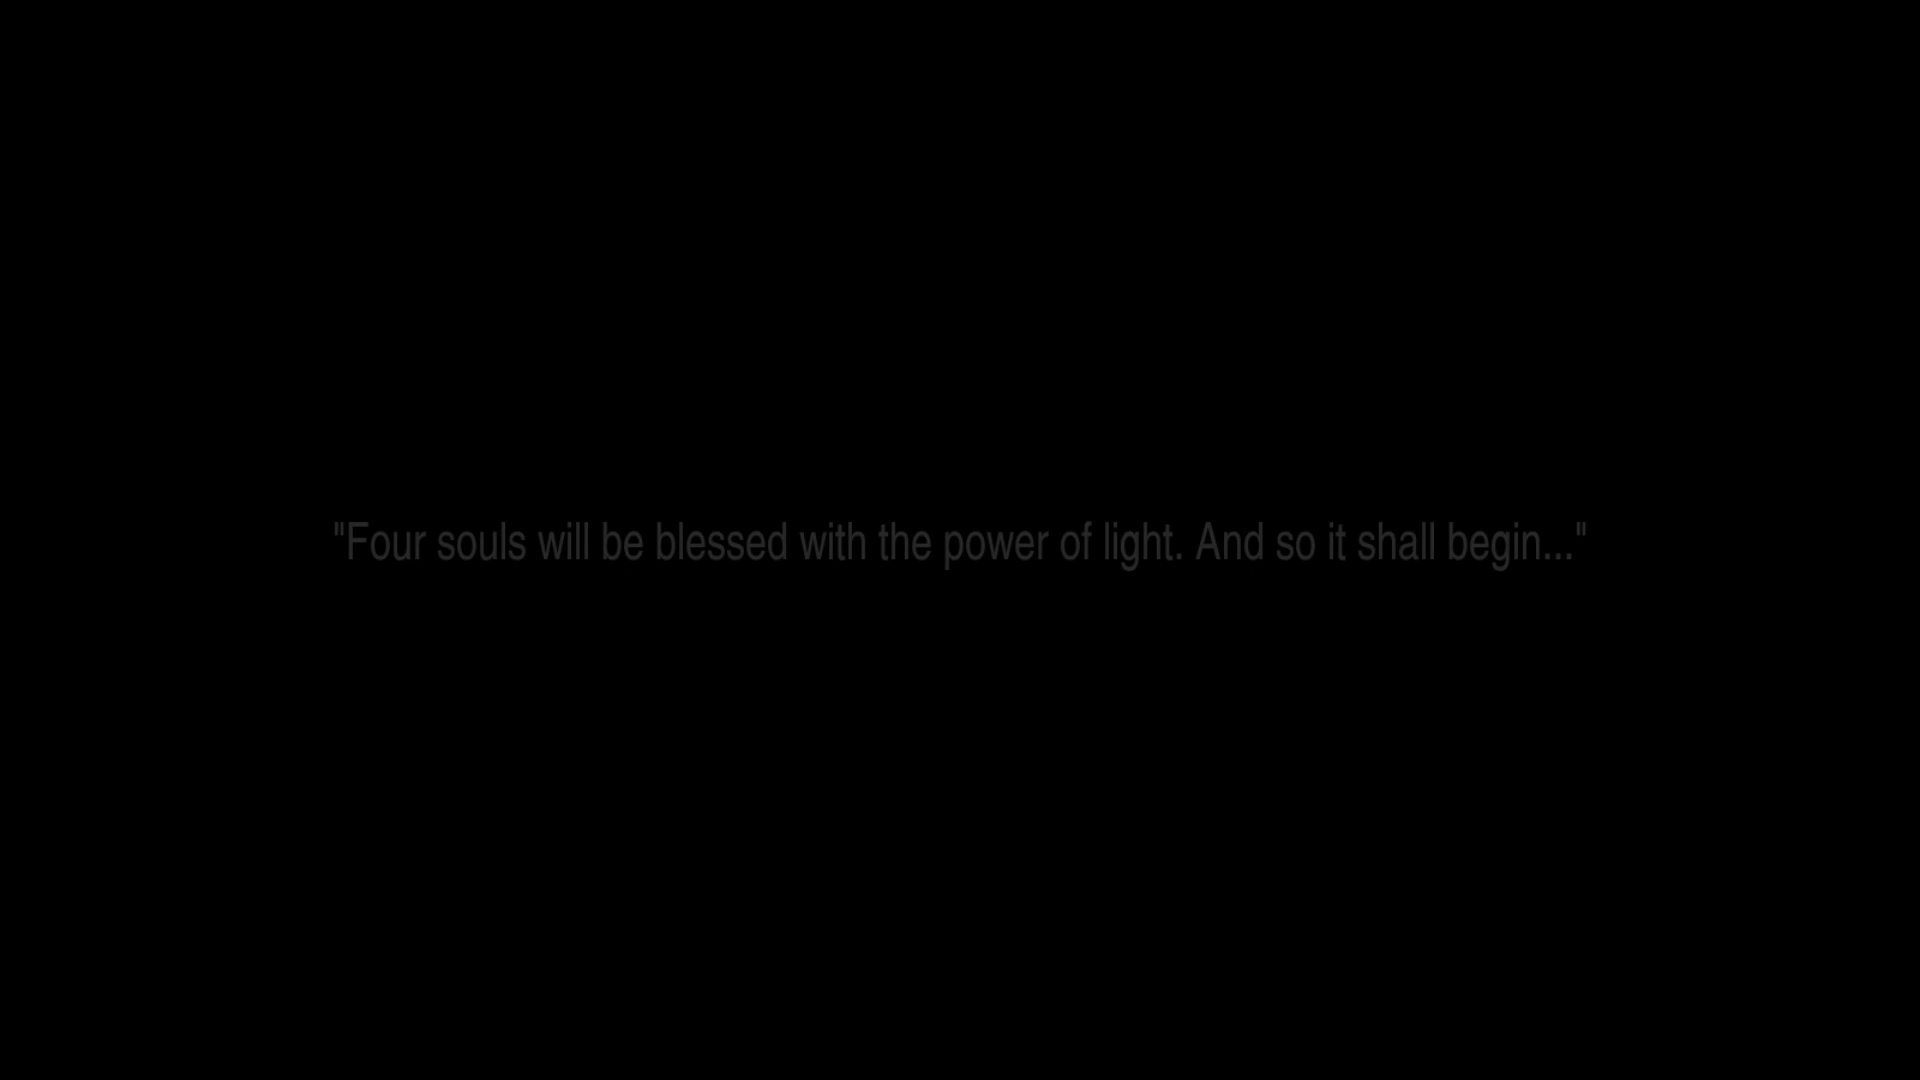 "Four souls will be blessed with the power of light. And so it shall begin..."